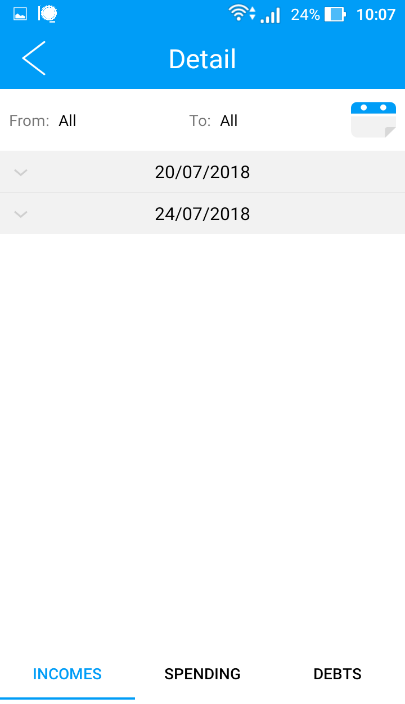 24% 10:07
Detail
From: All To: All
20/07/2018
24/07/2018
INCOMES SPENDING DEBTS